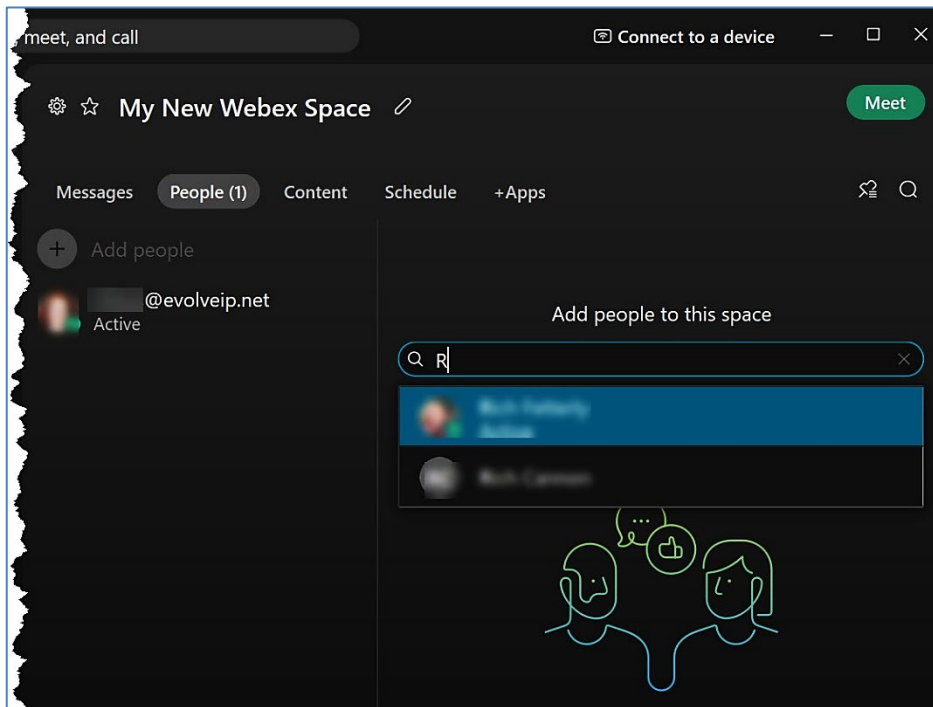 meet, and call
Connect to a device
My New Webex Space
Meet
Messages
People (1)
Content
Schedule
+Apps
Add people
@evolveip.net
Active
Add people to this space
R